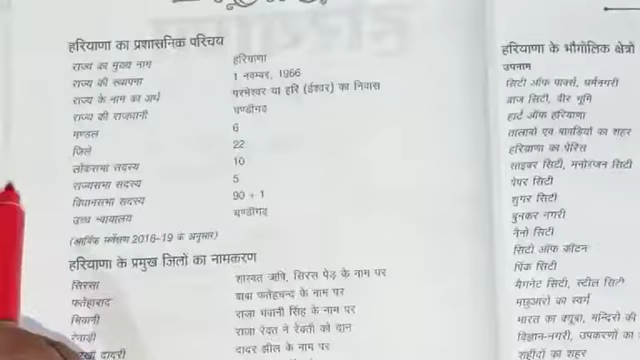 हरियाणा का प्रशासनिक परिचय
राज्य का मुख्य नाम हरियाणा
राज्य की स्थापना 1 नवम्बर, 1966
राज्य के नाम का अर्थ परमेश्वर या हरि (ईश्वर) का निवास
राज्य की राजधानी चण्डीगढ़
मण्डल 6
जिले 22
लोकसभा सदस्य 10
राज्यसभा सदस्य 5
विधानसभा सदस्य 90 + 1
उच्च न्यायालय चण्डीगढ़
(आर्थिक सर्वेक्षण 2018-19 के अनुसार)
हरियाणा के प्रमुख जिलों का नामकरण
सिरसा शास्वत ऋषि, सिरस पेड़ के नाम पर
फतेहाबाद बाबा फतेहचन्द के नाम पर
भिवानी राजा भवानी सिंह के नाम पर
रेवाड़ी राजा रेवत ने रेवती को दान
दादरी दादर झील के नाम पर
हरियाणा के भौगोलिक क्षेत्रों
उपनाम
सिटी ऑफ पार्क्स, धर्मनगरी
ब्राज सिटी, वीर भूमि
हार्ट ऑफ हरियाणा
तालाबों एवं बावड़ियों का शहर
हरियाणा का पेरिस
साइबर सिटी, मनोरंजन सिटी
पेपर सिटी
शुगर सिटी
बुनकर नगरी
नैनो सिटी
सिटी ऑफ कॉटन
पिंक सिटी
मैगनेट सिटी, स्टील सिटी
मछुआरों का स्वर्ग
भारत का क्यूबा, मन्दिरों की
विज्ञान-नगरी, उपकरणों का
शहीदों का शहर